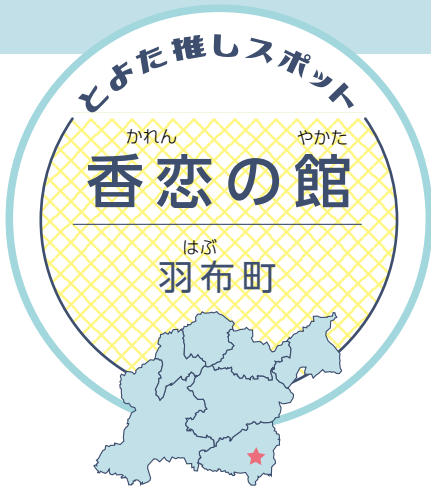 とよた推しスポット
かれん やかた
香恋の館
はぶ
羽布町